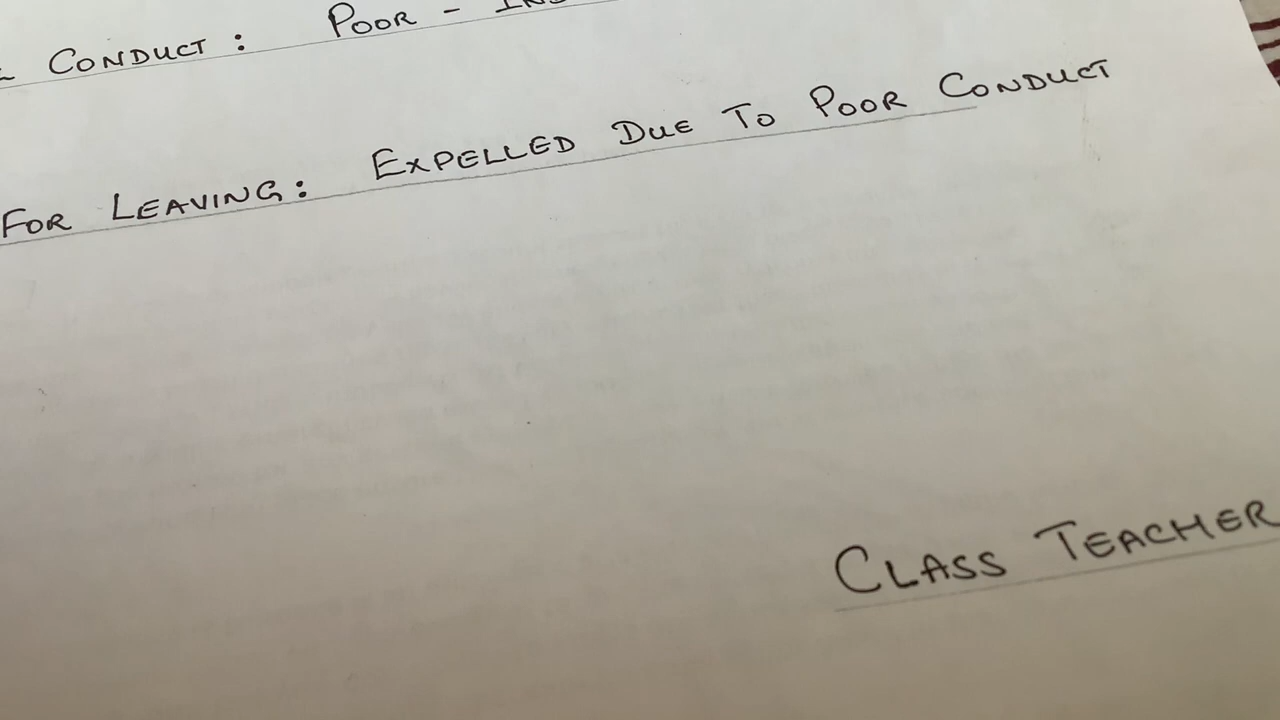 CONDUCT: POOR -
FOR LEAVING: EXPELLED DUE TO POOR CONDUCT
CLASS TEACHER